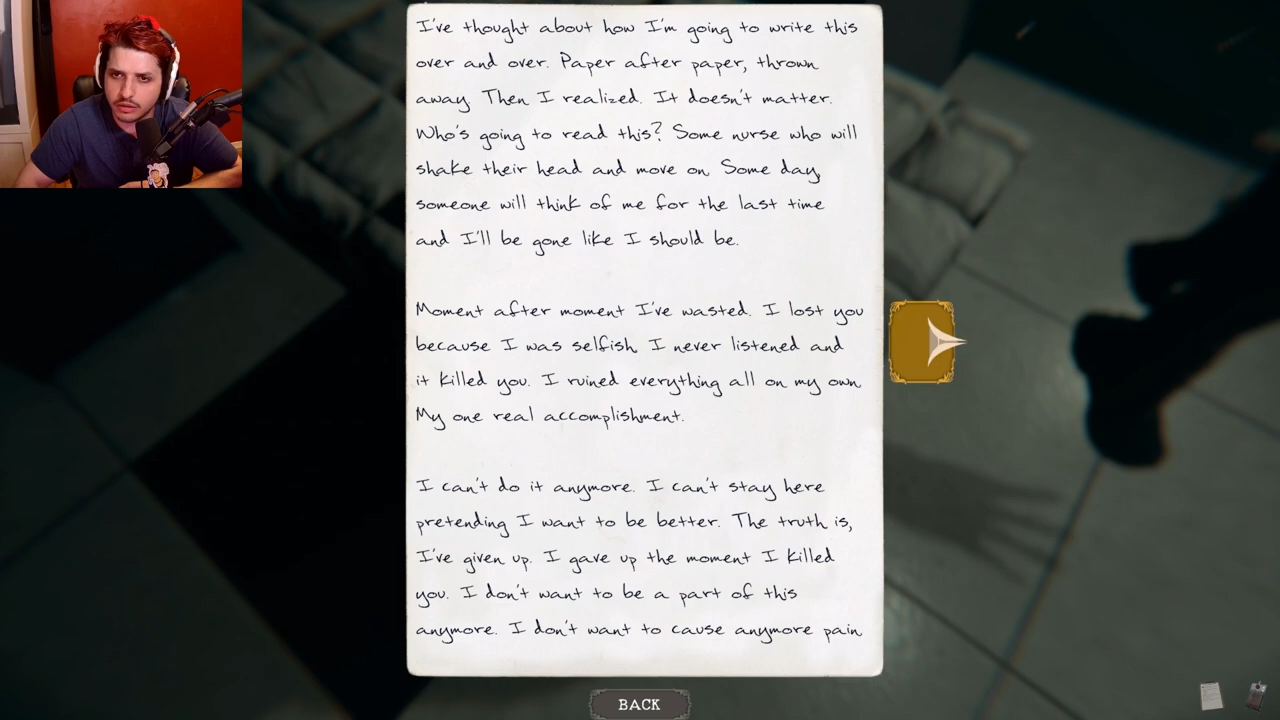 I've thought about how I'm going to write this
over and over. Paper after paper, thrown
away. Then I realized. It doesn't matter.
Who's going to read this? Some nurse who will
shake their head and move on. Some day,
someone will think of me for the last time
and I'll be gone like I should be.
Moment after moment I've wasted. I lost you
because I was selfish. I never listened and
it killed you. I ruined everything all on my own.
My one real accomplishment.
I can't do it anymore. I can't stay here
pretending I want to be better. The truth is,
I've given up. I gave up the moment I killed
you. I don't want to be a part of this
anymore. I don't want to cause anymore pain.
BACK